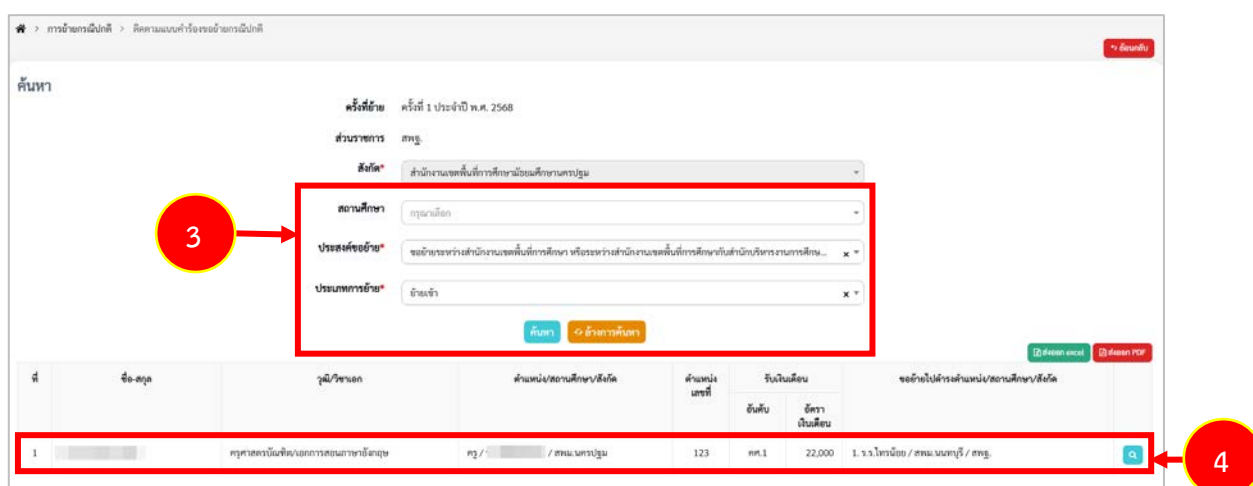 > การย้ายกรณีปกติ > ติดตามแบบคำร้องขอย้ายกรณีปกติ
ย้อนกลับ
ค้นหา
ครั้งที่ย้าย ครั้งที่ 1 ประจำปี พ.ศ. 2568
ส่วนราชการ สพฐ.
สังกัด* สำนักงานเขตพื้นที่การศึกษามัธยมศึกษานครปฐม
สถานศึกษา กรุณาเลือก
3
ประสงค์ขอย้าย* ขอย้ายระหว่างสำนักงานเขตพื้นที่การศึกษา หรือระหว่างสำนักงานเขตพื้นที่การศึกษากับสำนักบริหารงานการศึกษ... x
ประเภทการย้าย* ย้ายเข้า x
ค้นหา ล้างการค้นหา
ส่งออก excel ส่งออก PDF
ที่ ชื่อ-สกุล วุฒิ/วิชาเอก ตำแหน่ง/สถานศึกษา/สังกัด ตำแหน่ง รับเงินเดือน ขอย้ายไปดำรงตำแหน่ง/สถานศึกษา/สังกัด
เลขที่
อันดับ อัตรา
เงินเดือน
1 ครุศาสตรบัณฑิต/เอกการสอนภาษาอังกฤษ ครู / / สพม.นครปฐม 123 คศ.1 22,000 1. ร.ร.ไทรน้อย / สพม.นนทบุรี / สพฐ.
4